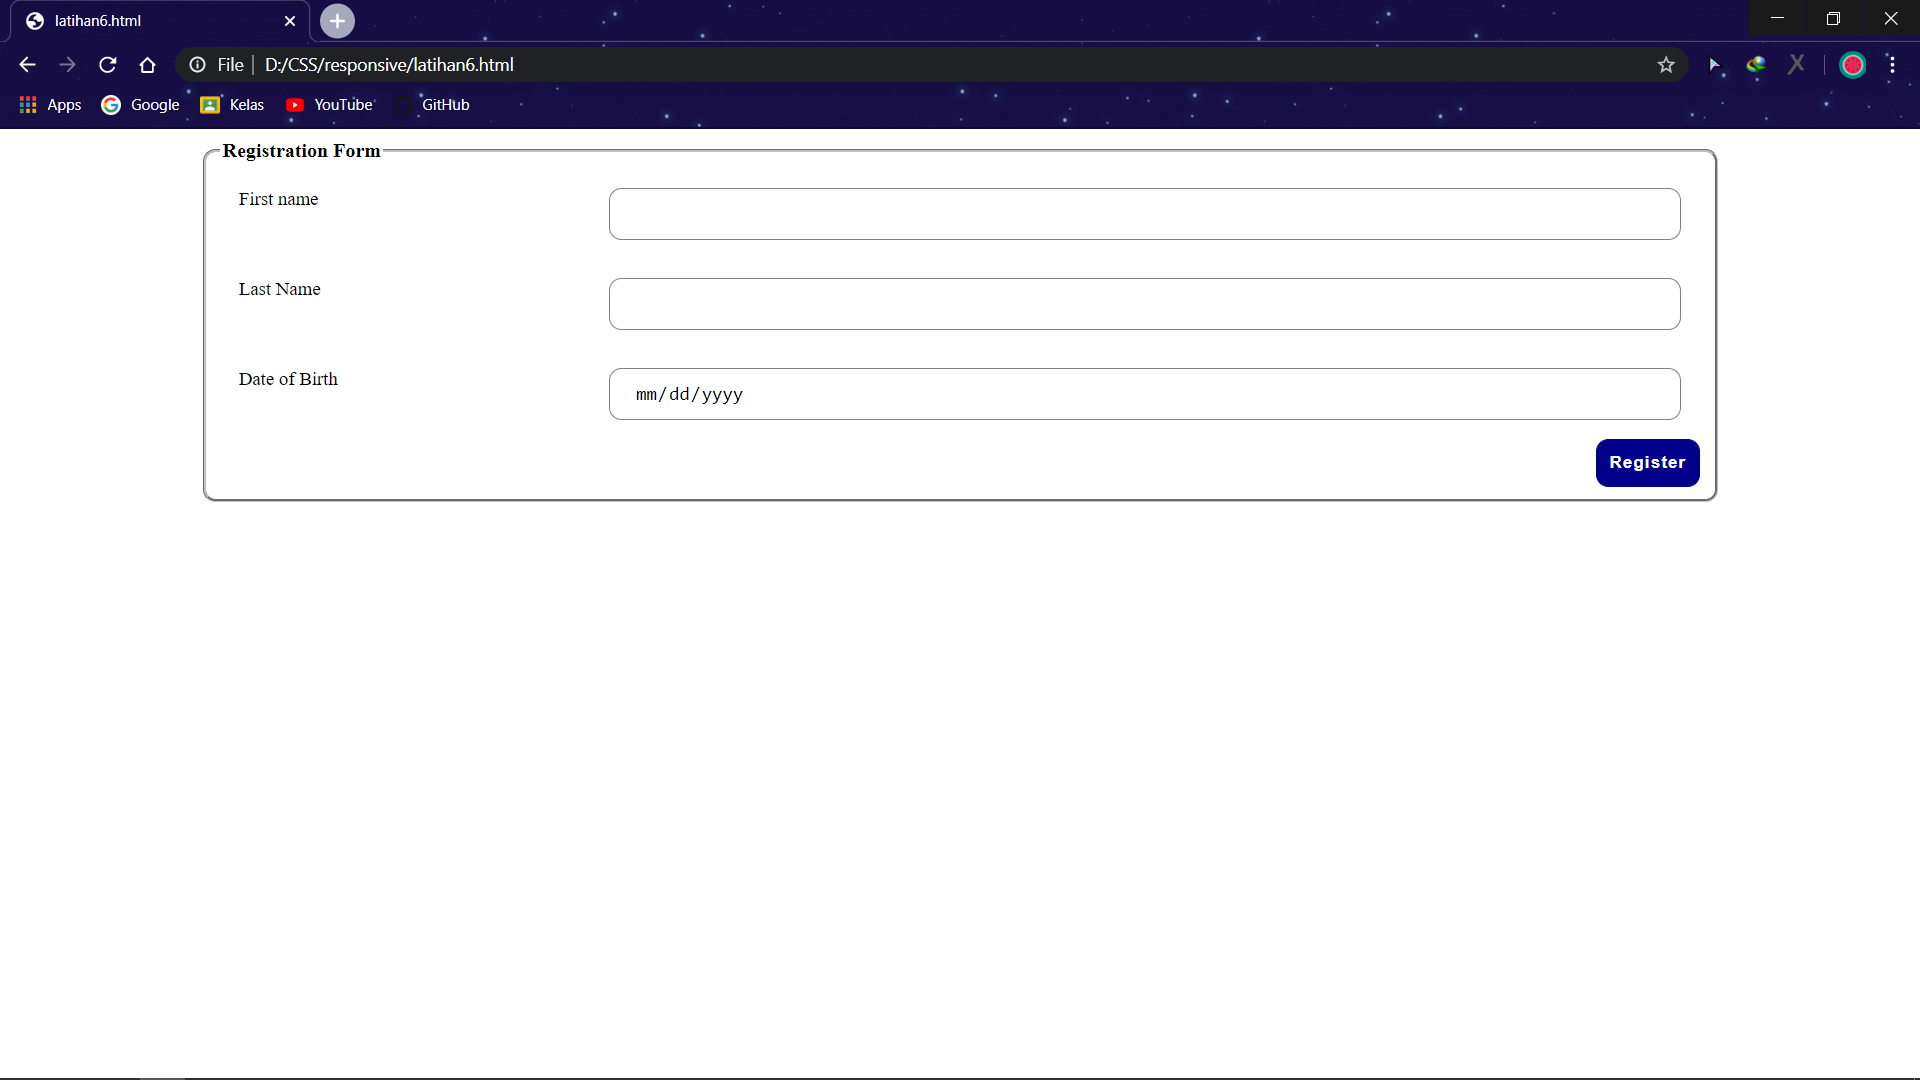 latihan6.html
File | D:/CSS/responsive/latihan6.html
Apps Google Kelas YouTube GitHub
Registration Form
First name
Last Name
Date of Birth mm/dd/yyyy
Register